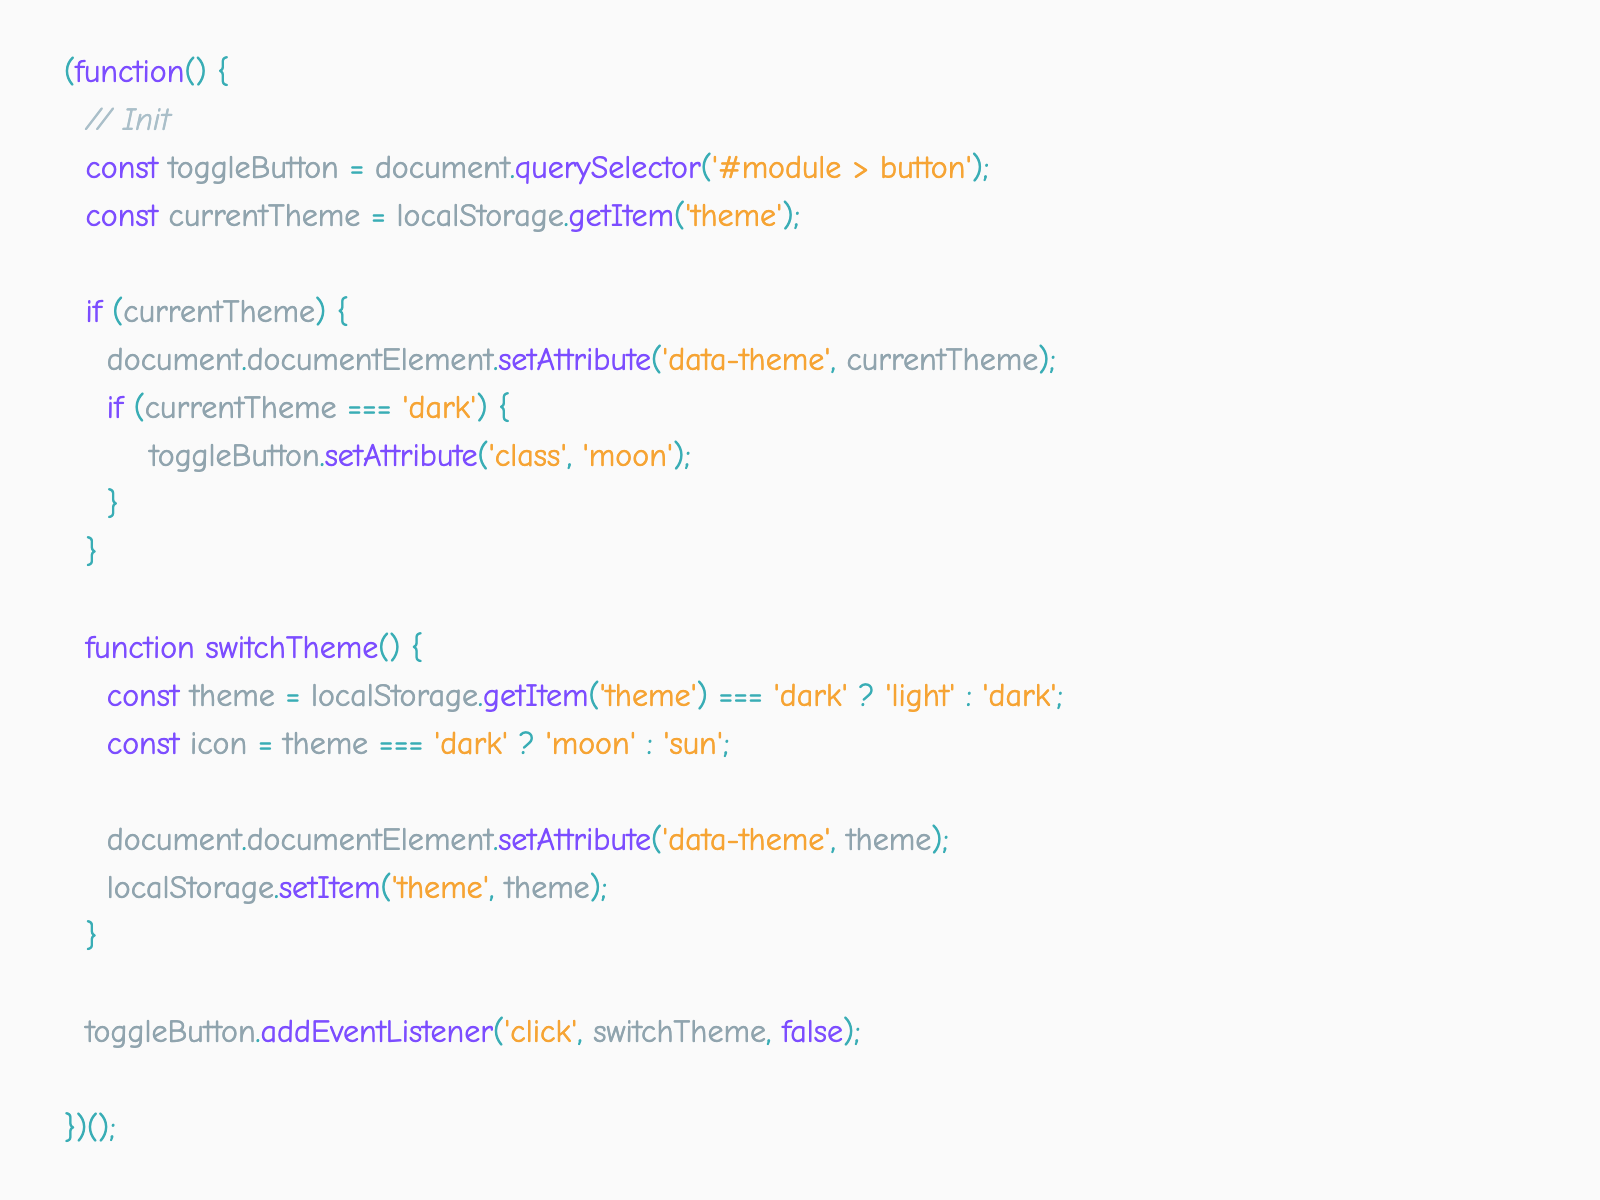 (function() {
// Init
const toggleButton = document.querySelector('#module > button');
const currentTheme = localStorage.getItem('theme');
if (currentTheme) {
document.documentElement.setAttribute('data-theme', currentTheme);
if (currentTheme === 'dark') {
toggleButton.setAttribute('class', 'moon');
}
}
function switchTheme() {
const theme = localStorage.getItem('theme') === 'dark' ? 'light' : 'dark';
const icon = theme === 'dark' ? 'moon' : 'sun';
document.documentElement.setAttribute('data-theme', theme);
localStorage.setItem('theme', theme);
}
toggleButton.addEventListener('click', switchTheme, false);
})();